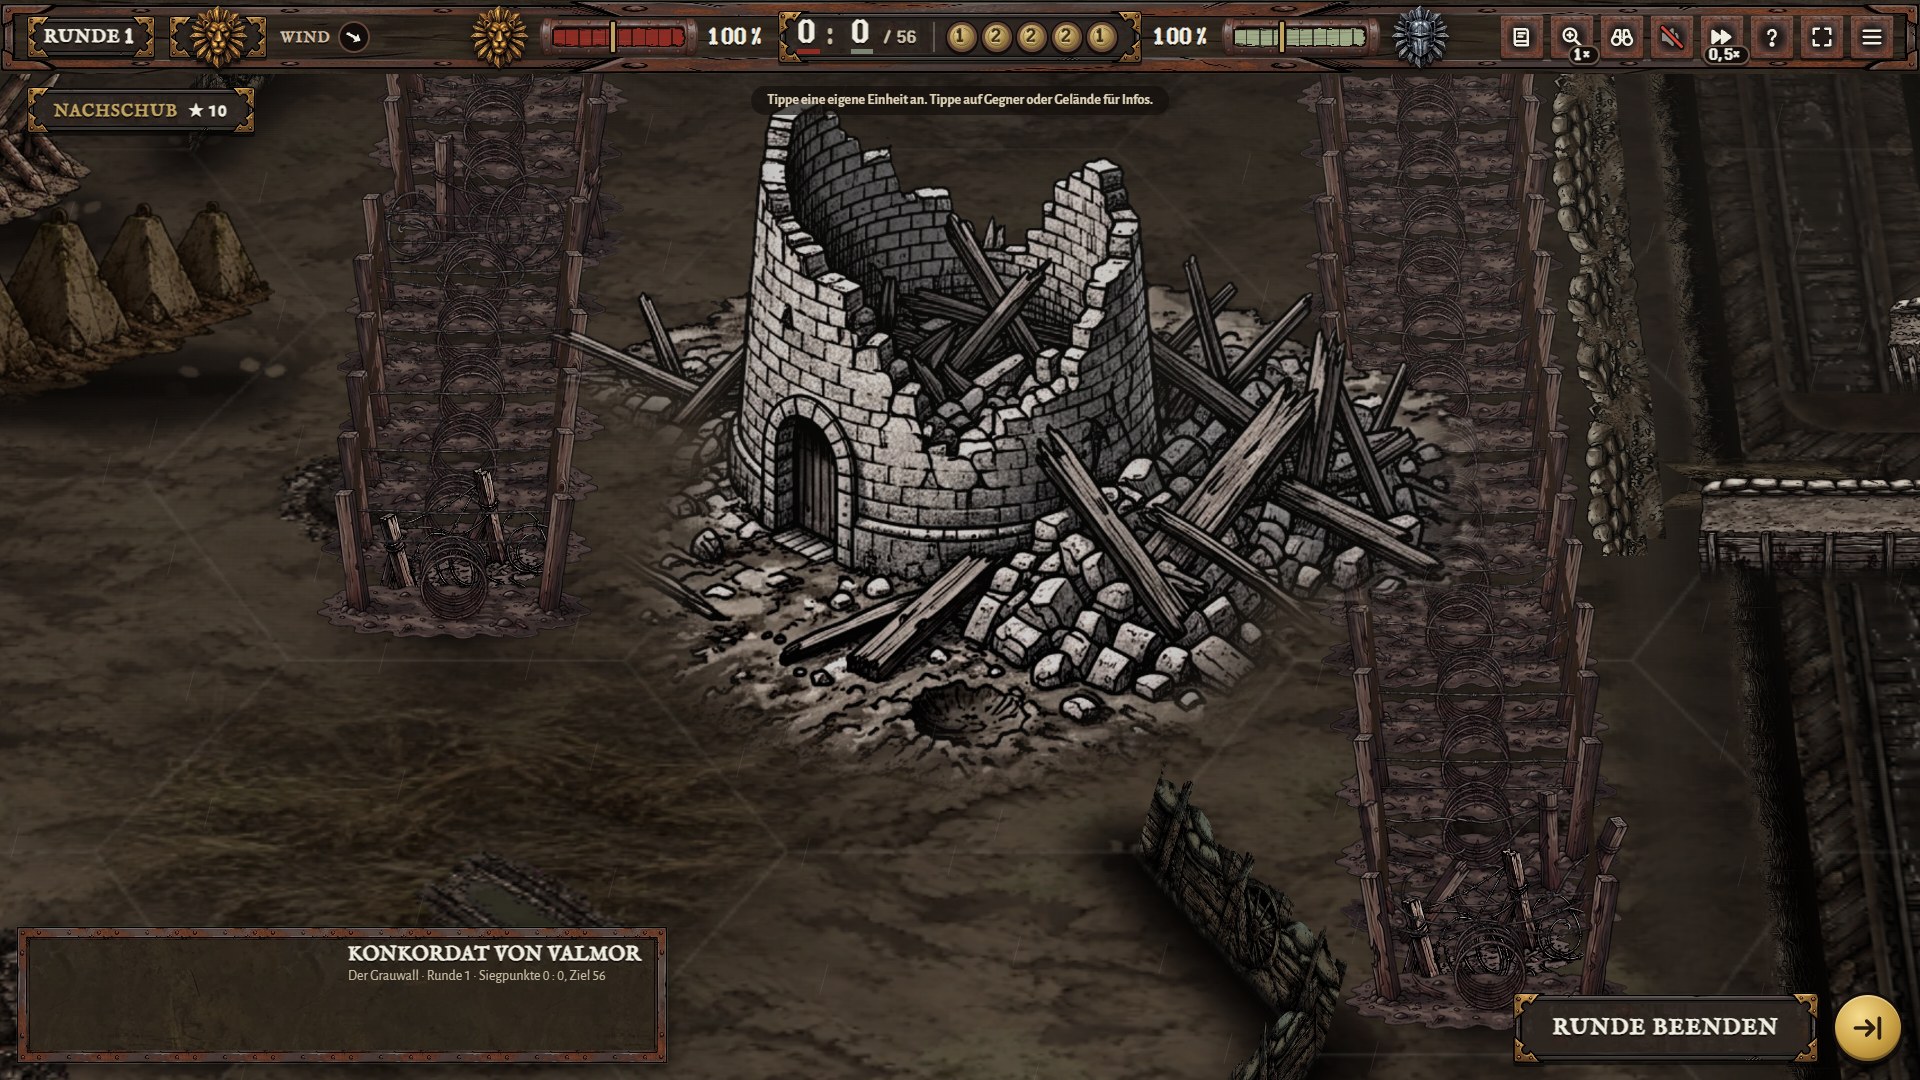 RUNDE 1
WIND
100%
0 : 0 / 56
1 2 2 2 1
100%
1×
0,5×
?
NACHSCHUB ★ 10
Tippe eine eigene Einheit an. Tippe auf Gegner oder Gelände für Infos.
KONKORDAT VON VALMOR
Der Grauwall · Runde 1 · Siegpunkte 0 : 0, Ziel 56
RUNDE BEENDEN